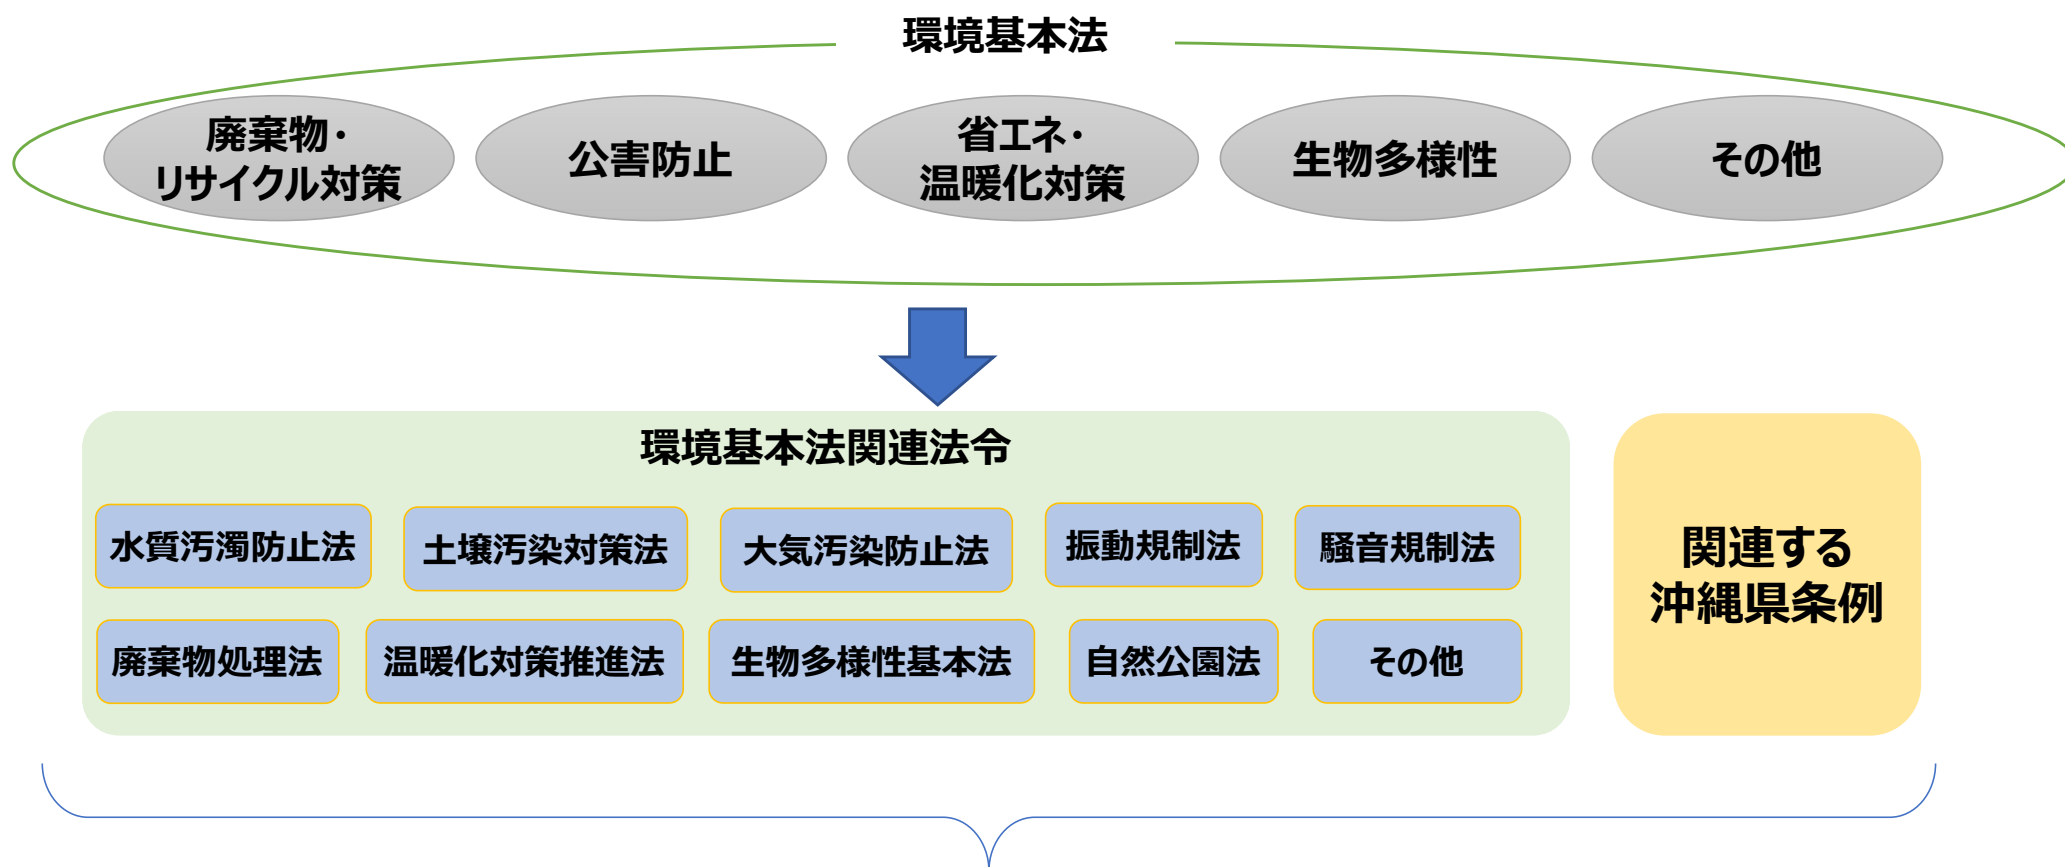 環境基本法
廃棄物・
リサイクル対策
公害防止
省エネ・
温暖化対策
生物多様性
その他
環境基本法関連法令
水質汚濁防止法
土壌汚染対策法
大気汚染防止法
振動規制法
騒音規制法
廃棄物処理法
温暖化対策推進法
生物多様性基本法
自然公園法
その他
関連する
沖縄県条例